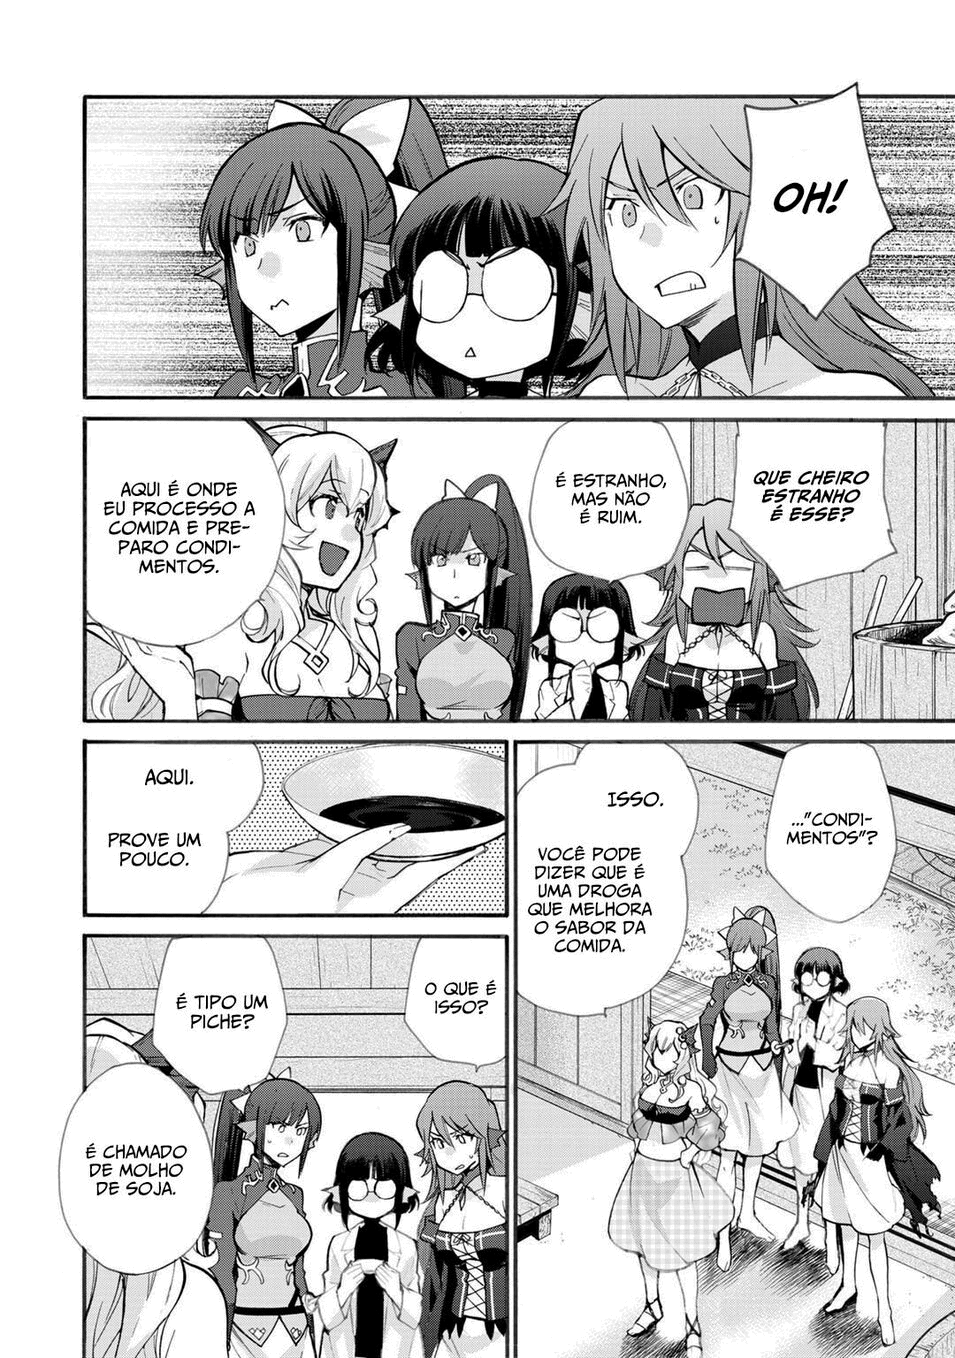 OH!
QUE CHEIRO
ESTRANHO
É ESSE?
É ESTRANHO,
MAS NÃO
É RUIM.
AQUI É ONDE
EU PROCESSO A
COMIDA E PRE-
PARO CONDI-
MENTOS.
..."CONDI-
MENTOS"?
ISSO.
VOCÊ PODE
DIZER QUE É
UMA DROGA
QUE MELHORA
O SABOR DA
COMIDA.
AQUI.
PROVE UM
POUCO.
O QUE É
ISSO?
É TIPO UM
PICHE?
É CHAMADO
DE MOLHO
DE SOJA.